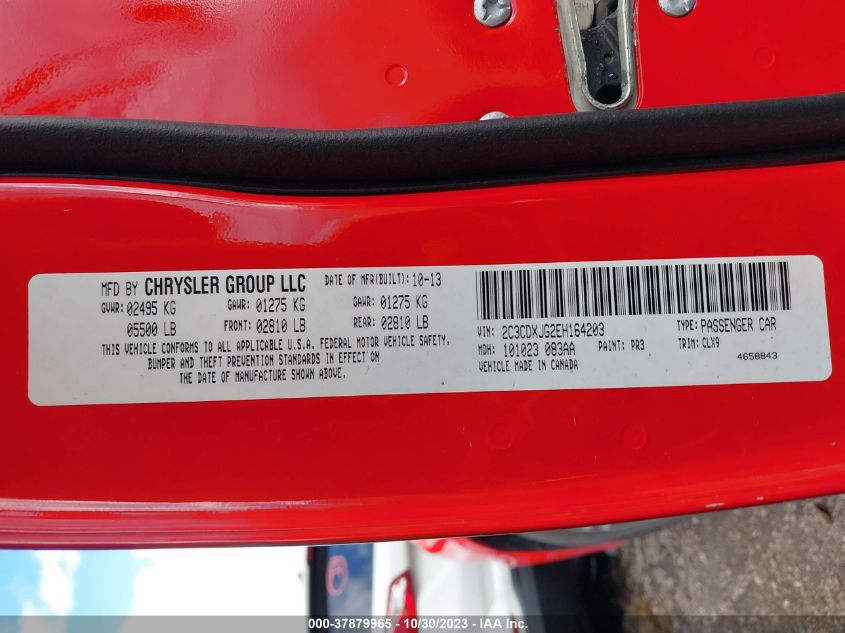 MFD BY CHRYSLER GROUP LLC DATE OF MFR(BUILT): 10-13
GVWR: 02495 KG GAWR: 01275 KG GAWR: 01275 KG
05500 LB FRONT: 02810 LB REAR: 02810 LB
THIS VEHICLE CONFORMS TO ALL APPLICABLE U.S.A. FEDERAL MOTOR VEHICLE SAFETY,
BUMPER AND THEFT PREVENTION STANDARDS IN EFFECT ON
THE DATE OF MANUFACTURE SHOWN ABOVE.
VIN: 2C3CDXJG2EH164203 TYPE: PASSENGER CAR
MDH: 101023 083AA PAINT: PR3 TRIM: CLX9
VEHICLE MADE IN CANADA 4658843
000-37879965 | 10/30/2023 | IAA Inc.